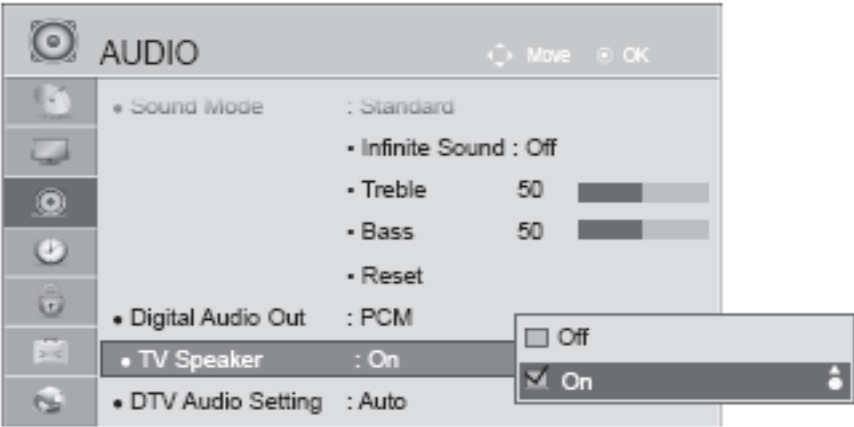 AUDIO
Move OK
• Sound Mode : Standard
▪ Infinite Sound : Off
▪ Treble 50
▪ Bass 50
▪ Reset
• Digital Audio Out : PCM
• TV Speaker : On
Off
On
• DTV Audio Setting : Auto